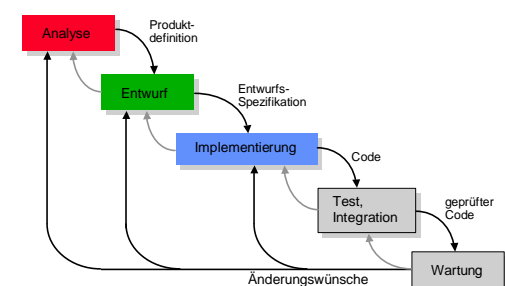 Analyse
Produkt-
definition
Entwurf
Entwurfs-
Spezifikation
Implementierung
Code
Test,
Integration
geprüfter
Code
Wartung
Änderungswünsche